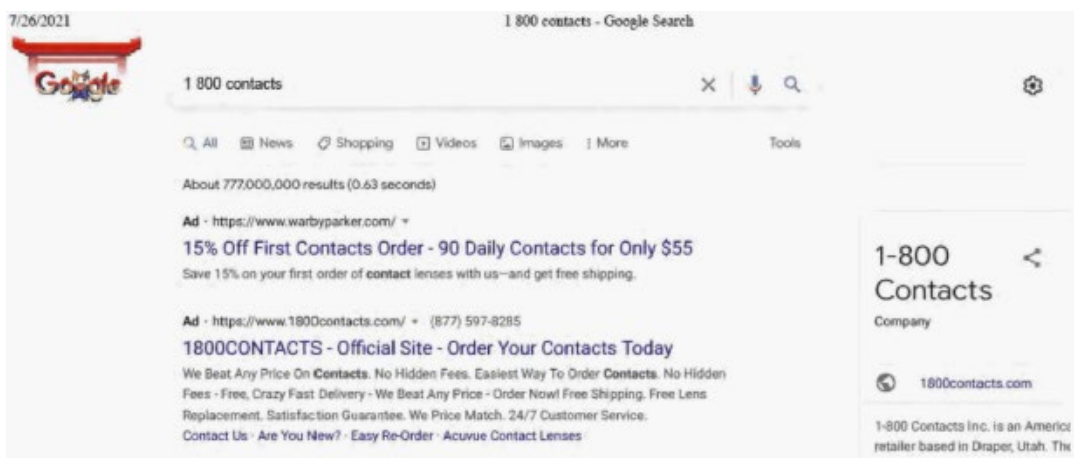 7/26/2021
1 800 contacts - Google Search
Google
1 800 contacts
All News Shopping Videos Images More Tools
About 777,000,000 results (0.63 seconds)
Ad · https://www.warbyparker.com/
15% Off First Contacts Order - 90 Daily Contacts for Only $55
Save 15% on your first order of contact lenses with us—and get free shipping.
Ad · https://www.1800contacts.com/ (877) 597-8285
1800CONTACTS - Official Site - Order Your Contacts Today
We Beat Any Price On Contacts. No Hidden Fees. Easiest Way To Order Contacts. No Hidden
Fees - Free, Crazy Fast Delivery - We Beat Any Price - Order Now! Free Shipping. Free Lens
Replacement. Satisfaction Guarantee. We Price Match. 24/7 Customer Service.
Contact Us · Are You New? · Easy Re-Order · Acuvue Contact Lenses
1-800
Contacts
Company
1800contacts.com
1-800 Contacts Inc. is an America
retailer based in Draper, Utah. The